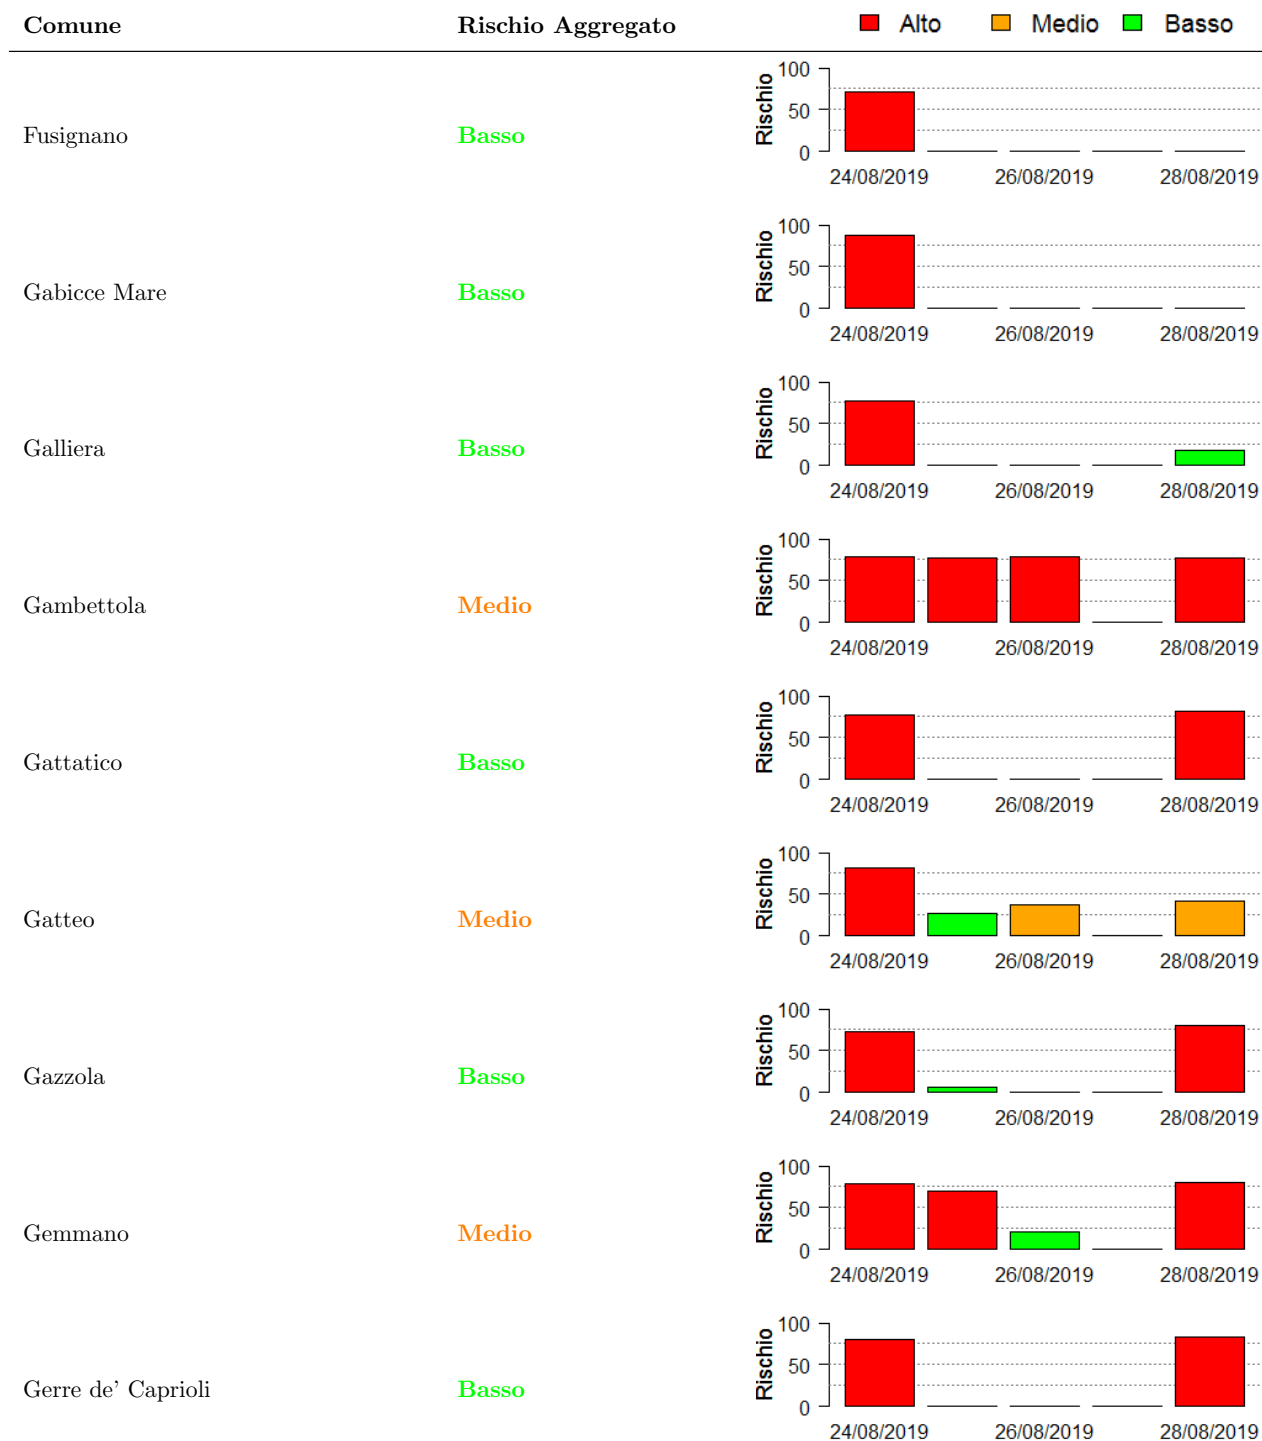 Comune Rischio Aggregato Alto Medio Basso
100
50
0
Rischio
Fusignano Basso
24/08/2019 26/08/2019 28/08/2019
100
50
0
Rischio
Gabicce Mare Basso
24/08/2019 26/08/2019 28/08/2019
100
50
0
Rischio
Galliera Basso
24/08/2019 26/08/2019 28/08/2019
100
50
0
Rischio
Gambettola Medio
24/08/2019 26/08/2019 28/08/2019
100
50
0
Rischio
Gattatico Basso
24/08/2019 26/08/2019 28/08/2019
100
50
0
Rischio
Gatteo Medio
24/08/2019 26/08/2019 28/08/2019
100
50
0
Rischio
Gazzola Basso
24/08/2019 26/08/2019 28/08/2019
100
50
0
Rischio
Gemmano Medio
24/08/2019 26/08/2019 28/08/2019
100
50
0
Rischio
Gerre de' Caprioli Basso
24/08/2019 26/08/2019 28/08/2019